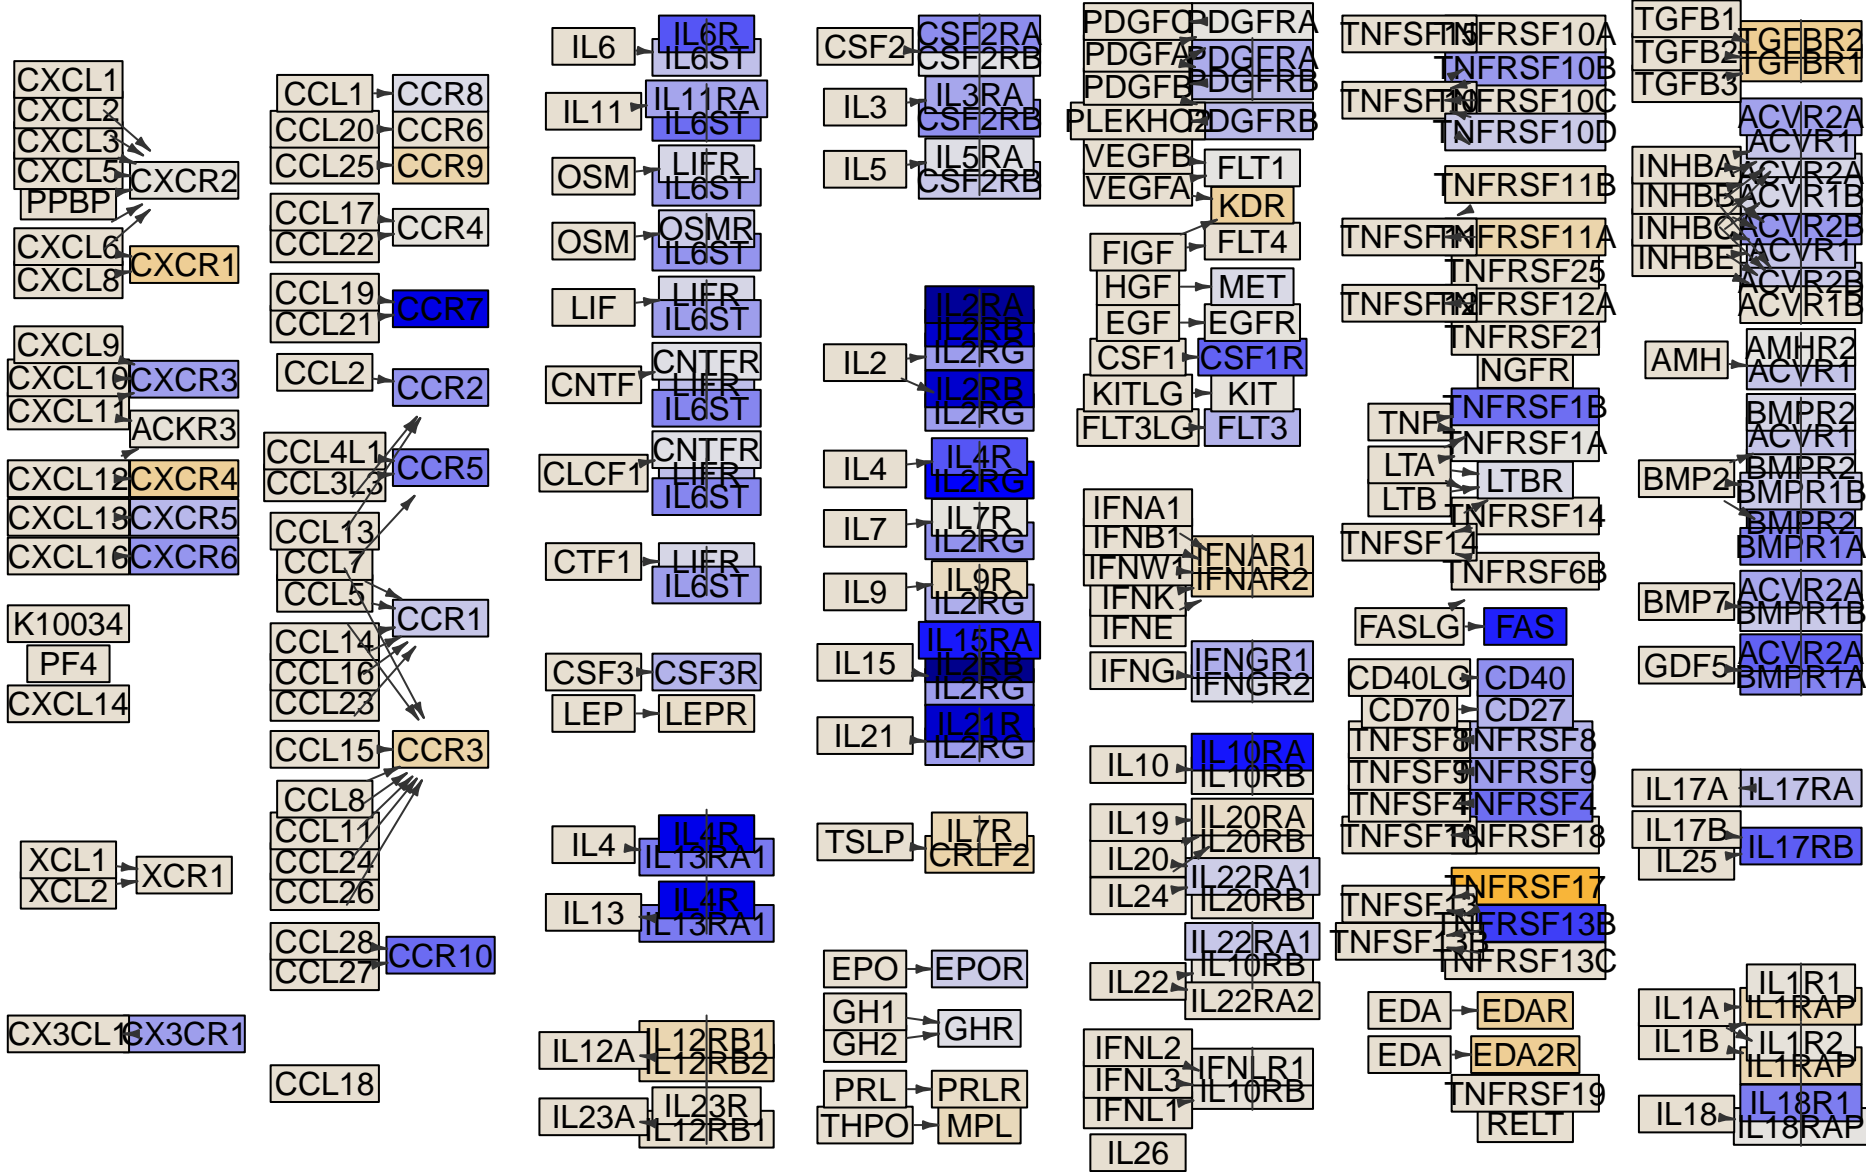 CXCL1
CXCL2
CXCL3
CXCL5
PPBP
CXCR2
CXCL6
CXCL8
CXCR1
CXCL9
CXCL10
CXCL11
CXCR3
ACKR3
CXCL12
CXCR4
CXCL13
CXCR5
CXCL16
CXCR6
K10034
PF4
CXCL14
XCL1
XCL2
XCR1
CX3CL1
CX3CR1
CCL1
CCR8
CCL20
CCR6
CCL25
CCR9
CCL17
CCL22
CCR4
CCL19
CCL21
CCR7
CCL2
CCR2
CCL4L1
CCL3L3
CCR5
CCL13
CCL7
CCL5
CCR1
CCL14
CCL16
CCL23
CCL15
CCR3
CCL8
CCL11
CCL24
CCL26
CCL28
CCL27
CCR10
CCL18
IL6
IL6R
IL6ST
IL11
IL11RA
IL6ST
OSM
LIFR
IL6ST
OSM
OSMR
IL6ST
LIF
LIFR
IL6ST
CNTF
CNTFR
LIFR
IL6ST
CLCF1
CNTFR
LIFR
IL6ST
CTF1
LIFR
IL6ST
CSF3
CSF3R
LEP
LEPR
IL4
IL4R
IL13RA1
IL13
IL4R
IL13RA1
IL12A
IL12RB1
IL12RB2
IL23A
IL23R
IL12RB1
CSF2
CSF2RA
CSF2RB
IL3
IL3RA
CSF2RB
IL5
IL5RA
CSF2RB
IL2
IL2RA
IL2RB
IL2RG
IL2RB
IL2RG
IL4
IL4R
IL2RG
IL7
IL7R
IL2RG
IL9
IL9R
IL2RG
IL15
IL15RA
IL2RB
IL2RG
IL21
IL21R
IL2RG
TSLP
IL7R
CRLF2
EPO
EPOR
GH1
GH2
GHR
PRL
PRLR
THPO
MPL
PDGFC
PDGFRA
PDGFA
PDGFRA
PDGFB
PDGFRB
PLEKHO2
PDGFRB
VEGFB
VEGFA
FLT1
KDR
FIGF
FLT4
HGF
MET
EGF
EGFR
CSF1
CSF1R
KITLG
KIT
FLT3LG
FLT3
IFNA1
IFNB1
IFNW1
IFNK
IFNE
IFNAR1
IFNAR2
IFNG
IFNGR1
IFNGR2
IL10
IL10RA
IL10RB
IL19
IL20
IL24
IL20RA
IL20RB
IL22RA1
IL20RB
IL22
IL22RA1
IL10RB
IL22RA2
IFNL2
IFNL3
IFNL1
IFNLR1
IL10RB
IL26
TNFSF15
TNFRSF10A
TNFRSF10B
TNFSF10
TNFRSF10C
TNFRSF10D
TNFRSF11B
TNFSF11
TNFRSF11A
TNFRSF25
TNFSF12
TNFRSF12A
TNFRSF21
NGFR
TNF
TNFRSF1B
TNFRSF1A
LTA
LTB
LTBR
TNFRSF14
TNFSF14
TNFRSF6B
FASLG
FAS
CD40LG
CD40
CD70
CD27
TNFSF8
TNFRSF8
TNFSF9
TNFRSF9
TNFSF4
TNFRSF4
TNFSF18
TNFRSF18
TNFRSF17
TNFSF13
TNFRSF13B
TNFSF13B
TNFRSF13C
EDA
EDAR
EDA
EDA2R
TNFRSF19
RELT
TGFB1
TGFB2
TGFB3
TGFBR2
TGFBR1
INHBA
INHBB
INHBC
INHBE
ACVR2A
ACVR1
ACVR2A
ACVR1B
ACVR2B
ACVR1
ACVR2B
ACVR1B
AMH
AMHR2
ACVR1
BMP2
BMPR2
ACVR1
BMPR2
BMPR1B
BMPR2
BMPR1A
BMP7
ACVR2A
BMPR1B
GDF5
ACVR2A
BMPR1A
IL17A
IL17RA
IL17B
IL25
IL17RB
IL1A
IL1B
IL1R1
IL1RAP
IL1R2
IL1RAP
IL18
IL18R1
IL18RAP